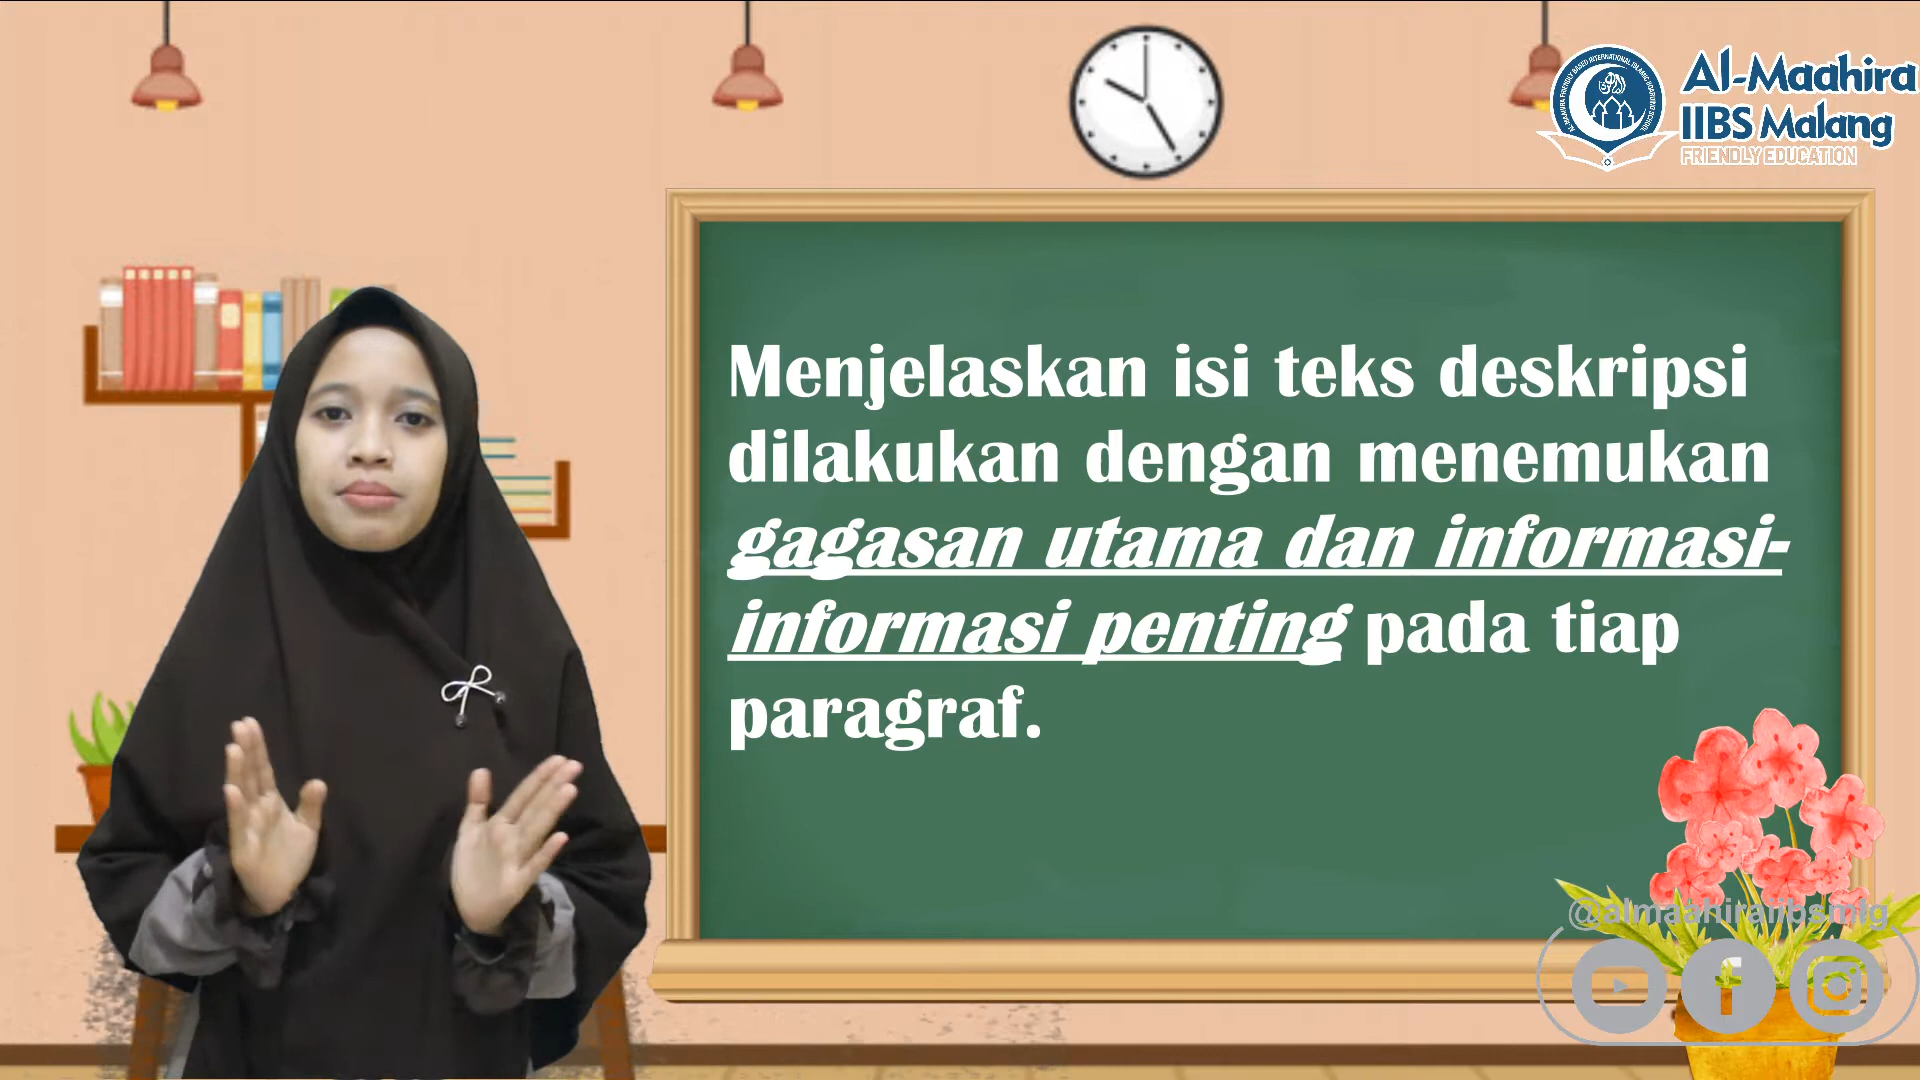 Al-Maahira
IIBS Malang
FRIENDLY EDUCATION
Menjelaskan isi teks deskripsi
dilakukan dengan menemukan
gagasan utama dan informasi-
informasi penting pada tiap
paragraf.
@almaahiraiibsmlg